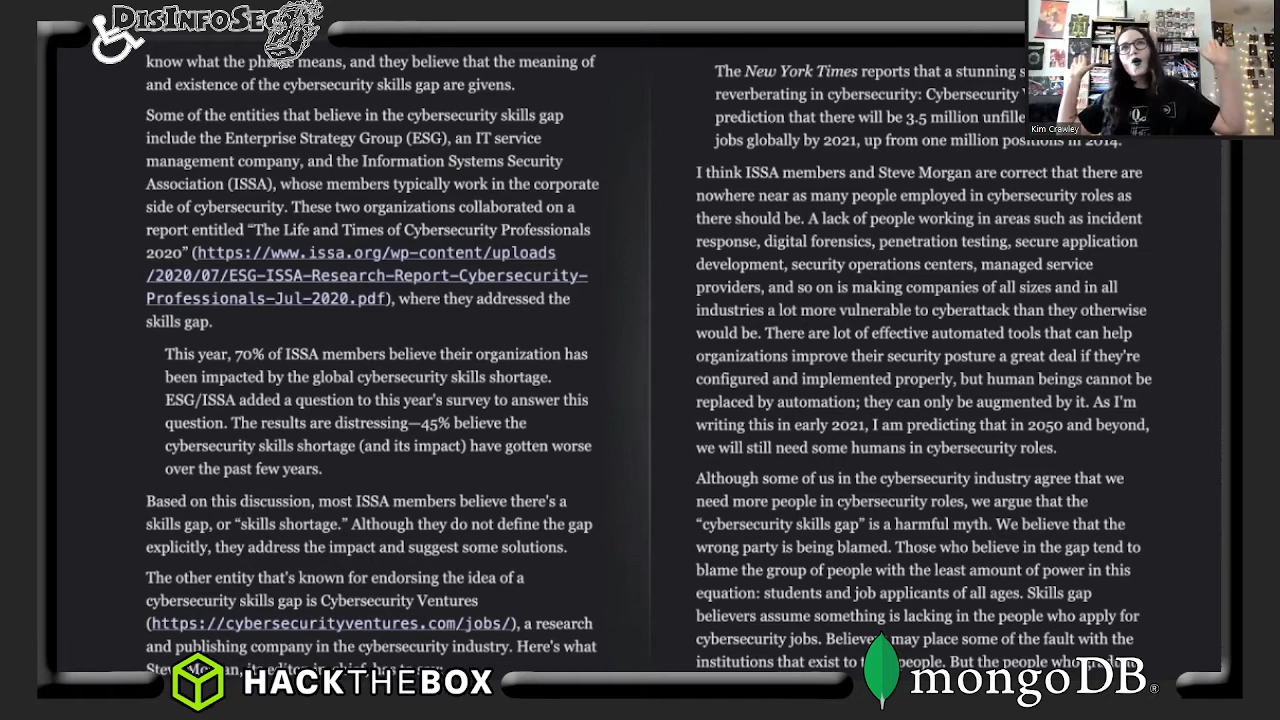 DISINFOSEC
know what the phrase means, and they believe that the meaning of
and existence of the cybersecurity skills gap are givens.
Some of the entities that believe in the cybersecurity skills gap
include the Enterprise Strategy Group (ESG), an IT service
management company, and the Information Systems Security
Association (ISSA), whose members typically work in the corporate
side of cybersecurity. These two organizations collaborated on a
report entitled “The Life and Times of Cybersecurity Professionals
2020” (https://www.issa.org/wp-content/uploads
/2020/07/ESG-ISSA-Research-Report-Cybersecurity-
Professionals-Jul-2020.pdf), where they addressed the
skills gap.
This year, 70% of ISSA members believe their organization has
been impacted by the global cybersecurity skills shortage.
ESG/ISSA added a question to this year's survey to answer this
question. The results are distressing—45% believe the
cybersecurity skills shortage (and its impact) have gotten worse
over the past few years.
Based on this discussion, most ISSA members believe there's a
skills gap, or “skills shortage.” Although they do not define the gap
explicitly, they address the impact and suggest some solutions.
The other entity that's known for endorsing the idea of a
cybersecurity skills gap is Cybersecurity Ventures
(https://cybersecurityventures.com/jobs/), a research
and publishing company in the cybersecurity industry. Here's what
The New York Times reports that a stunning
reverberating in cybersecurity: Cybersecurity
prediction that there will be 3.5 million
jobs globally by 2021, up from one million positions in 2014.
I think ISSA members and Steve Morgan are correct that there are
nowhere near as many people employed in cybersecurity roles as
there should be. A lack of people working in areas such as incident
response, digital forensics, penetration testing, secure application
development, security operations centers, managed service
providers, and so on is making companies of all sizes and in all
industries a lot more vulnerable to cyberattack than they otherwise
would be. There are lot of effective automated tools that can help
organizations improve their security posture a great deal if they're
configured and implemented properly, but human beings cannot be
replaced by automation; they can only be augmented by it. As I'm
writing this in early 2021, I am predicting that in 2050 and beyond,
we will still need some humans in cybersecurity roles.
Although some of us in the cybersecurity industry agree that we
need more people in cybersecurity roles, we argue that the
“cybersecurity skills gap” is a harmful myth. We believe that the
wrong party is being blamed. Those who believe in the gap tend to
blame the group of people with the least amount of power in this
equation: students and job applicants of all ages. Skills gap
believers assume something is lacking in the people who apply for
cybersecurity jobs. Believers may place some of the fault with the
institutions that exist to people. But the people who
Kim Crawley
HACKTHEBOX
mongoDB®